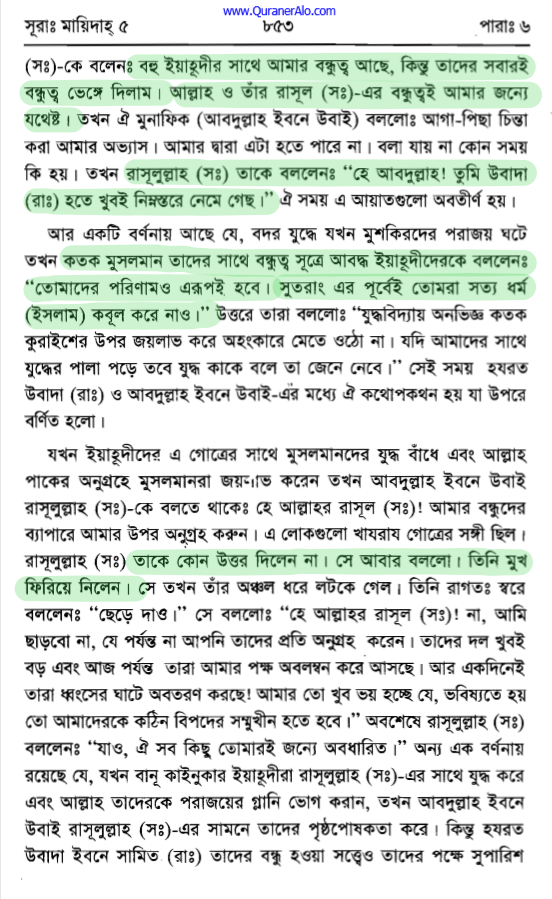 www.QuranerAlo.com
সূরাঃ মায়িদাহ্ ৫
৮৫৩
পারাঃ ৬
(সঃ)-কে বলেনঃ বহু ইয়াহূদীর সাথে আমার বন্ধুত্ব আছে, কিন্তু তাদের সবারই
বন্ধুত্ব ভেঙ্গে দিলাম। আল্লাহ ও তাঁর রাসূল (সঃ)-এর বন্ধুত্বই আমার জন্যে
যথেষ্ট। তখন ঐ মুনাফিক (আবদুল্লাহ ইবনে উবাই) বললোঃ আগা-পিছা চিন্তা
করা আমার অভ্যাস। আমার দ্বারা এটা হতে পারে না। বলা যায় না কোন সময়
কি হয়। তখন রাসূলুল্লাহ (সঃ) তাকে বললেনঃ “হে আবদুল্লাহ! তুমি উবাদা
(রাঃ) হতে খুবই নিম্নস্তরে নেমে গেছ।” ঐ সময় এ আয়াতগুলো অবতীর্ণ হয়।
আর একটি বর্ণনায় আছে যে, বদর যুদ্ধে যখন মুশকিরদের পরাজয় ঘটে
তখন কতক মুসলমান তাদের সাথে বন্ধুত্ব সূত্রে আবদ্ধ ইয়াহূদীদেরকে বললেনঃ
“তোমাদের পরিণামও এরূপই হবে। সুতরাং এর পূর্বেই তোমরা সত্য ধর্ম
(ইসলাম) কবূল করে নাও।” উত্তরে তারা বললোঃ “যুদ্ধবিদ্যায় অনভিজ্ঞ কতক
কুরাইশের উপর জয়লাভ করে অহংকারে মেতে ওঠো না। যদি আমাদের সাথে
যুদ্ধের পালা পড়ে তবে যুদ্ধ কাকে বলে তা জেনে নেবে।” সেই সময় হযরত
উবাদা (রাঃ) ও আবদুল্লাহ ইবনে উবাই-এর মধ্যে ঐ কথোপকথন হয় যা উপরে
বর্ণিত হলো।
যখন ইয়াহূদীদের এ গোত্রের সাথে মুসলমানদের যুদ্ধ বাঁধে এবং আল্লাহ
পাকের অনুগ্রহে মুসলমানরা জয়লাভ করেন তখন আবদুল্লাহ ইবনে উবাই
রাসূলুল্লাহ (সঃ)-কে বলতে থাকেঃ হে আল্লাহর রাসূল (সঃ)! আমার বন্ধুদের
ব্যাপারে আমার উপর অনুগ্রহ করুন। এ লোকগুলো খাযরায গোত্রের সঙ্গী ছিল।
রাসূলুল্লাহ (সঃ) তাকে কোন উত্তর দিলেন না। সে আবার বললো। তিনি মুখ
ফিরিয়ে নিলেন। সে তখন তাঁর অঞ্চল ধরে লটকে গেল। তিনি রাগতঃ স্বরে
বললেনঃ “ছেড়ে দাও।” সে বললোঃ “হে আল্লাহর রাসূল (সঃ)! না, আমি
ছাড়বো না, যে পর্যন্ত না আপনি তাদের প্রতি অনুগ্রহ করেন। তাদের দল খুবই
বড় এবং আজ পর্যন্ত তারা আমার পক্ষ অবলম্বন করে আসছে। আর একদিনেই
তারা ধ্বংসের ঘাটে অবতরণ করছে! আমার তো খুব ভয় হচ্ছে যে, ভবিষ্যতে হয়
তো আমাদেরকে কঠিন বিপদের সম্মুখীন হতে হবে।” অবশেষে রাসূলুল্লাহ (সঃ)
বললেনঃ “যাও, ঐ সব কিছু তোমারই জন্যে অবধারিত।” অন্য এক বর্ণনায়
রয়েছে যে, যখন বানূ কাইনুকার ইয়াহূদীরা রাসূলুল্লাহ (সঃ)-এর সাথে যুদ্ধ করে
এবং আল্লাহ তাদেরকে পরাজয়ের গ্লানি ভোগ করান, তখন আবদুল্লাহ ইবনে
উবাই রাসূলুল্লাহ (সঃ)-এর সামনে তাদের পৃষ্ঠপোষকতা করে। কিন্তু হযরত
উবাদা ইবনে সামিত (রাঃ) তাদের বন্ধু হওয়া সত্ত্বেও তাদের পক্ষে সুপারিশ